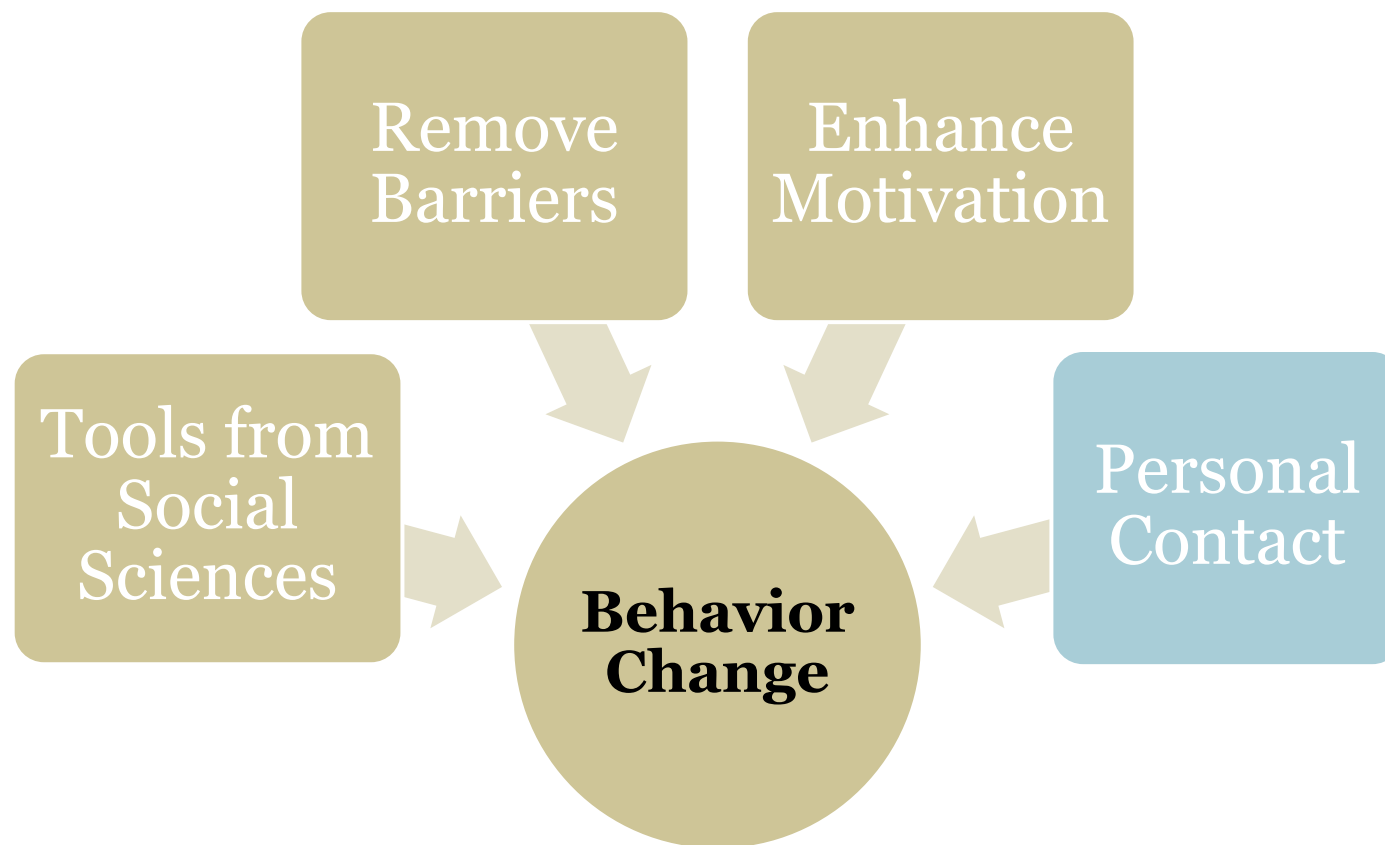 Remove
Barriers
Enhance
Motivation
Tools from
Social
Sciences
Personal
Contact
Behavior
Change